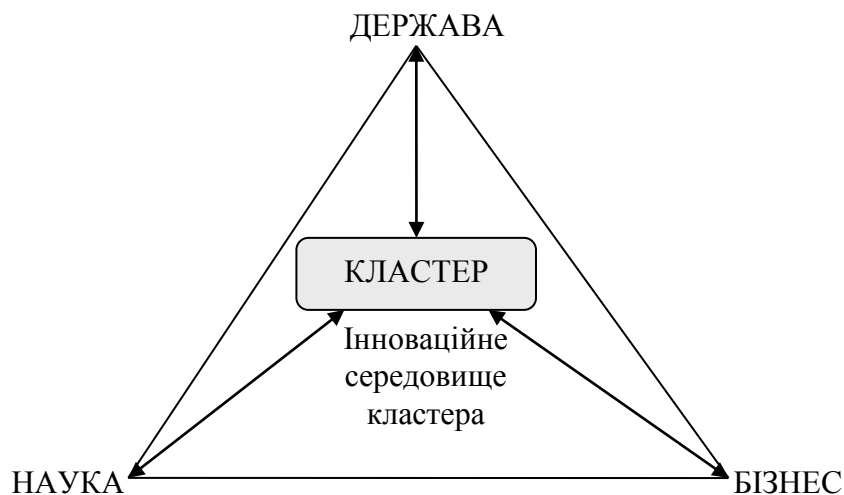 ДЕРЖАВА
КЛАСТЕР
Інноваційне
середовище
кластера
НАУКА
БІЗНЕС